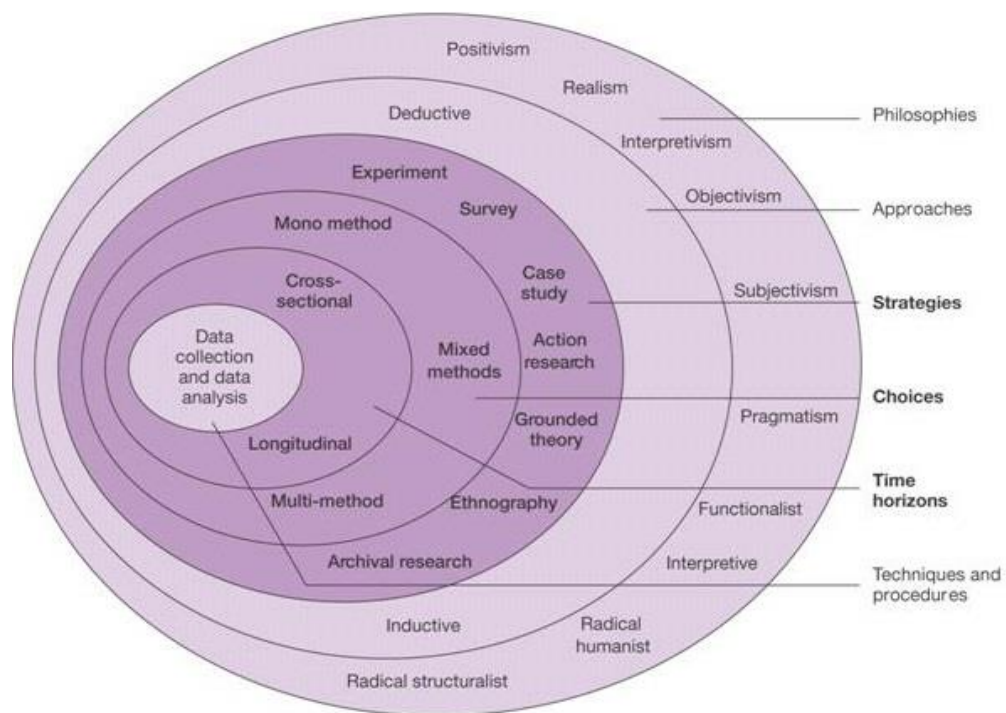 Positivism
Realism
Philosophies
Deductive
Interpretivism
Experiment
Objectivism
Survey
Approaches
Mono method
Case
study
Cross-
sectional
Subjectivism
Strategies
Data
collection
and data
analysis
Mixed
methods
Action
research
Choices
Grounded
theory
Pragmatism
Longitudinal
Time
horizons
Multi-method
Ethnography
Functionalist
Archival research
Interpretive
Techniques and
procedures
Inductive
Radical
humanist
Radical structuralist